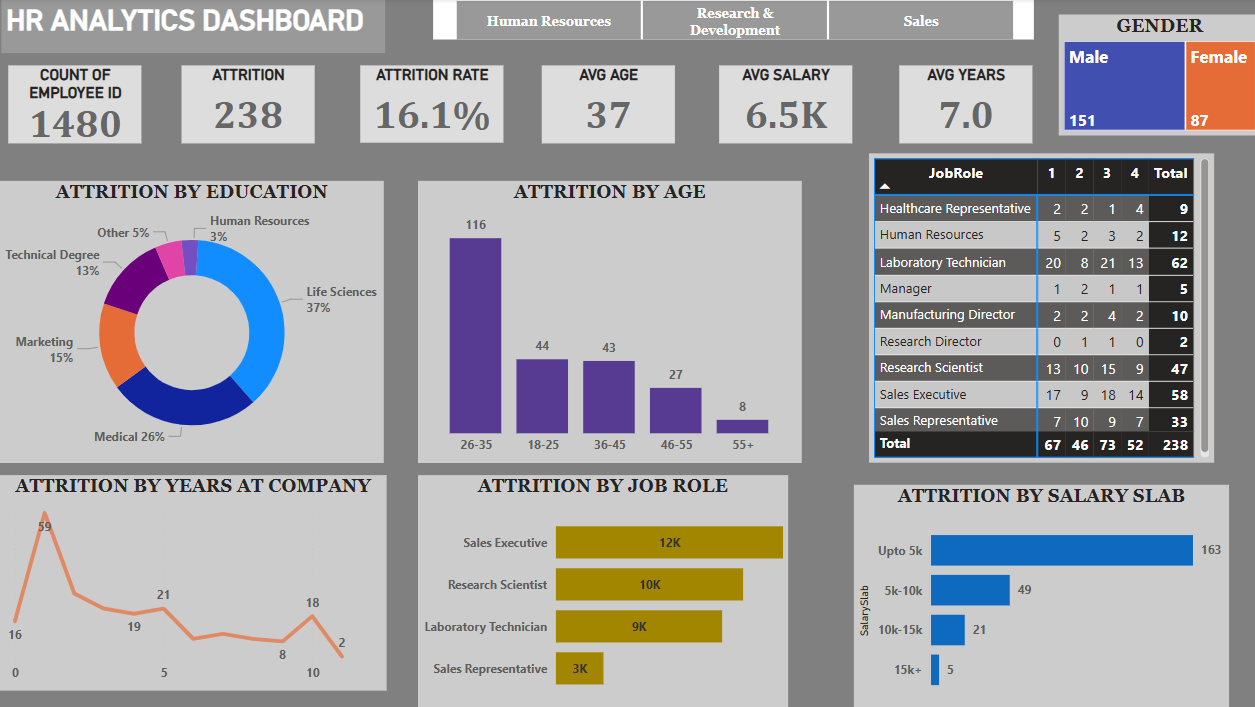 HR ANALYTICS DASHBOARD
Human Resources
Research &
Development
Sales
GENDER
Male
Female
151
87
COUNT OF
EMPLOYEE ID
1480
ATTRITION
238
ATTRITION RATE
16.1%
AVG AGE
37
AVG SALARY
6.5K
AVG YEARS
7.0
ATTRITION BY EDUCATION
Human Resources
3%
Other 5%
Technical Degree
13%
Life Sciences
37%
Marketing
15%
Medical 26%
ATTRITION BY AGE
116
44
43
27
8
26-35 18-25 36-45 46-55 55+
JobRole 1 2 3 4 Total
Healthcare Representative 2 2 1 4 9
Human Resources 5 2 3 2 12
Laboratory Technician 20 8 21 13 62
Manager 1 2 1 1 5
Manufacturing Director 2 2 4 2 10
Research Director 0 1 1 0 2
Research Scientist 13 10 15 9 47
Sales Executive 17 9 18 14 58
Sales Representative 7 10 9 7 33
Total 67 46 73 52 238
ATTRITION BY YEARS AT COMPANY
59
21
18
16
19
8
2
0 5 10
ATTRITION BY JOB ROLE
Sales Executive 12K
Research Scientist 10K
Laboratory Technician 9K
Sales Representative 3K
ATTRITION BY SALARY SLAB
SalarySlab
Upto 5k 163
5k-10k 49
10k-15k 21
15k+ 5